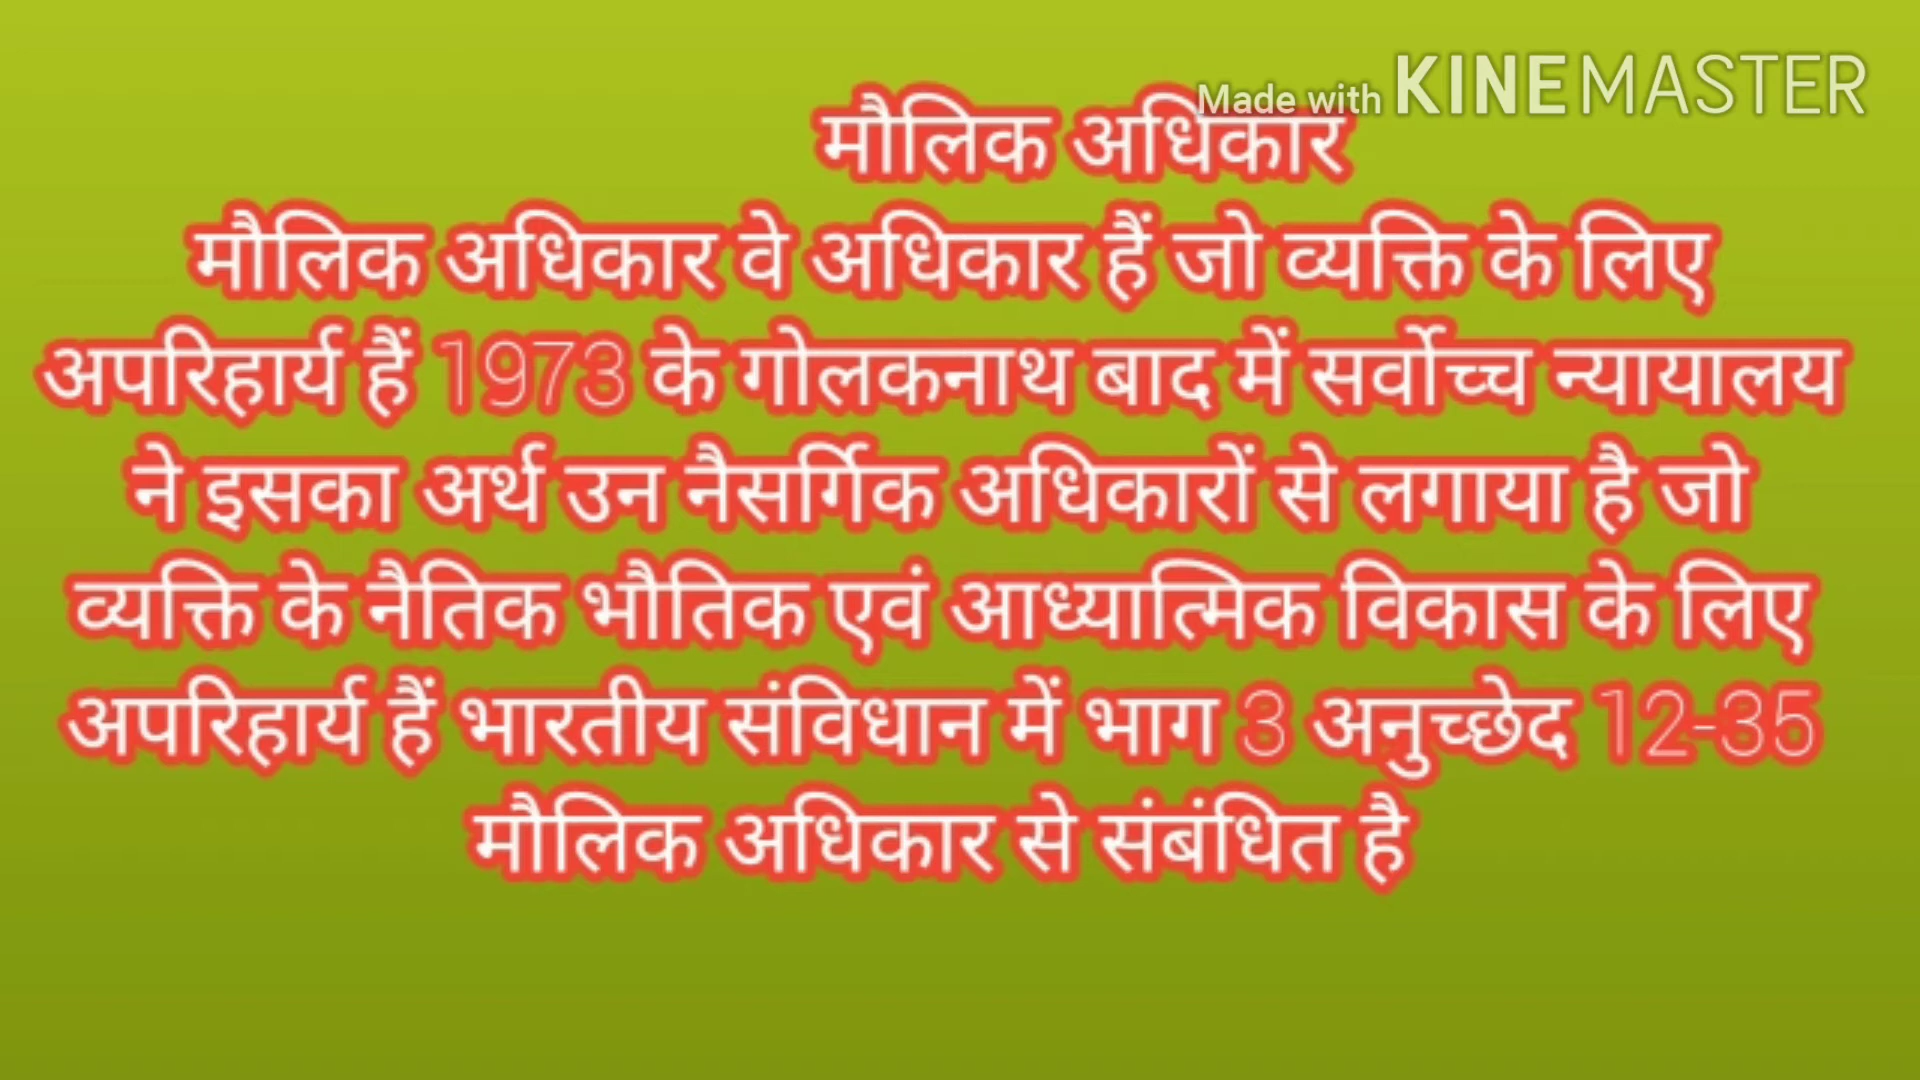 Made with KINEMASTER
मौलिक अधिकार
मौलिक अधिकार वे अधिकार हैं जो व्यक्ति के लिए
अपरिहार्य हैं 1973 के गोलकनाथ बाद में सर्वोच्च न्यायालय
ने इसका अर्थ उन नैसर्गिक अधिकारों से लगाया है जो
व्यक्ति के नैतिक भौतिक एवं आध्यात्मिक विकास के लिए
अपरिहार्य हैं भारतीय संविधान में भाग 3 अनुच्छेद 12-35
मौलिक अधिकार से संबंधित है